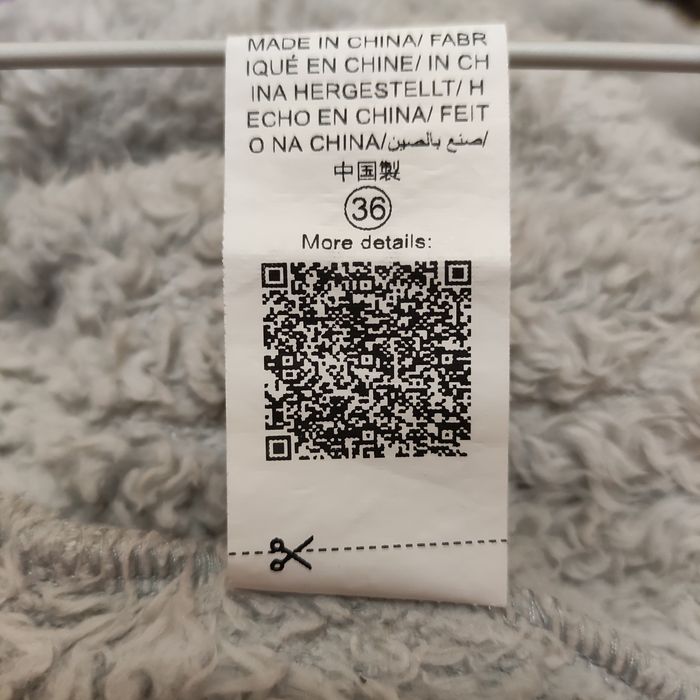 MADE IN CHINA/ FABR
IQUÉ EN CHINE/ IN CH
INA HERGESTELLT/ H
ECHO EN CHINA/ FEIT
O NA CHINA/صنع بالصين/
中国製
36
More details: